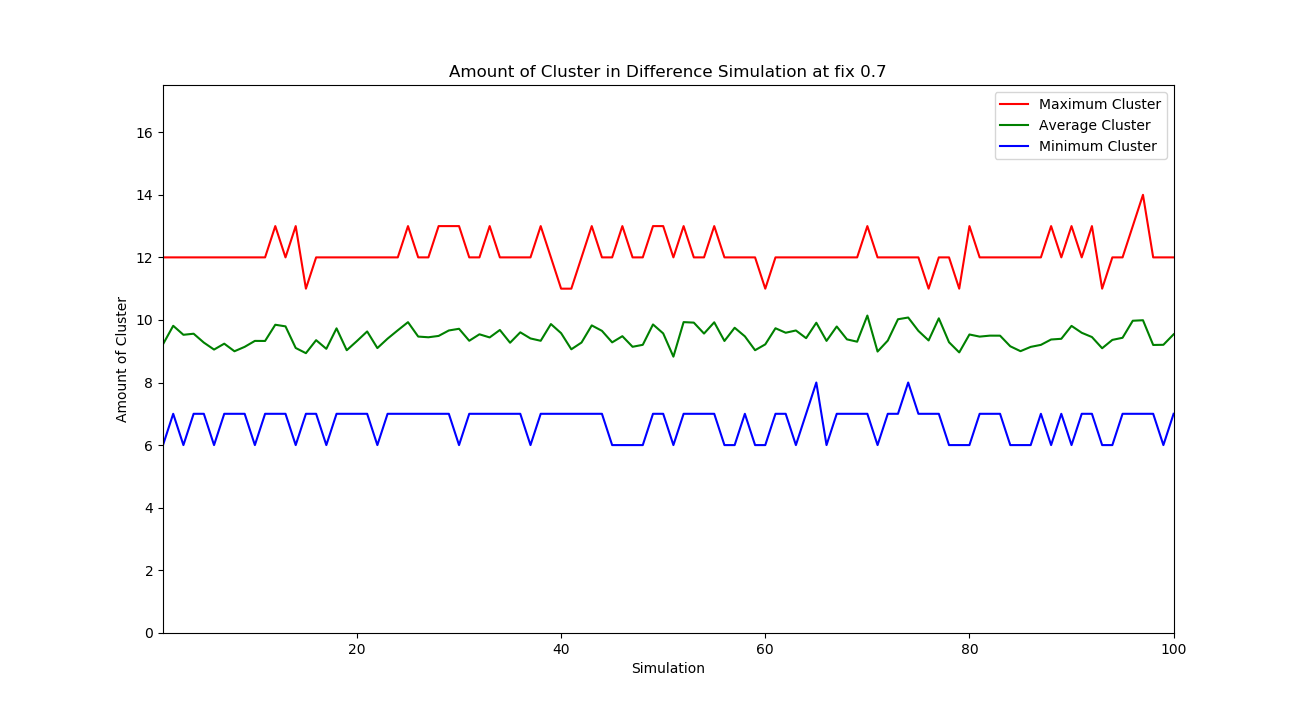 Amount of Cluster in Difference Simulation at fix 0.7
Maximum Cluster
Average Cluster
Minimum Cluster
Amount of Cluster
16
14
12
10
8
6
4
2
0
20
40
60
80
100
Simulation